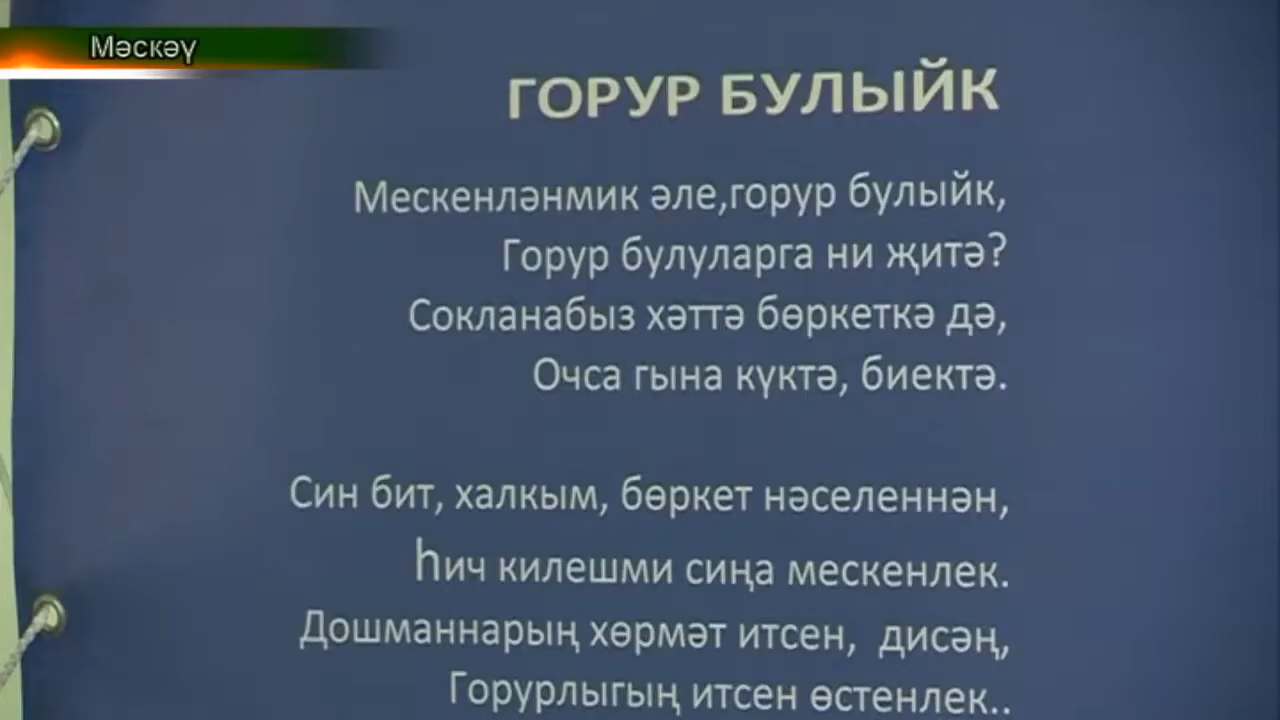 Мәскәү
ГОРУР БУЛЫЙК
Мескенләнмик әле,горур булыйк,
Горур булуларга ни җитә?
Сокланабыз хәттә бөркеткә дә,
Очса гына күктә, биектә.
Син бит, халкым, бөркет нәселеннән,
Һич килешми сиңа мескенлек.
Дошманнарың хөрмәт итсен, дисәң,
Горурлыгың итсен өстенлек..